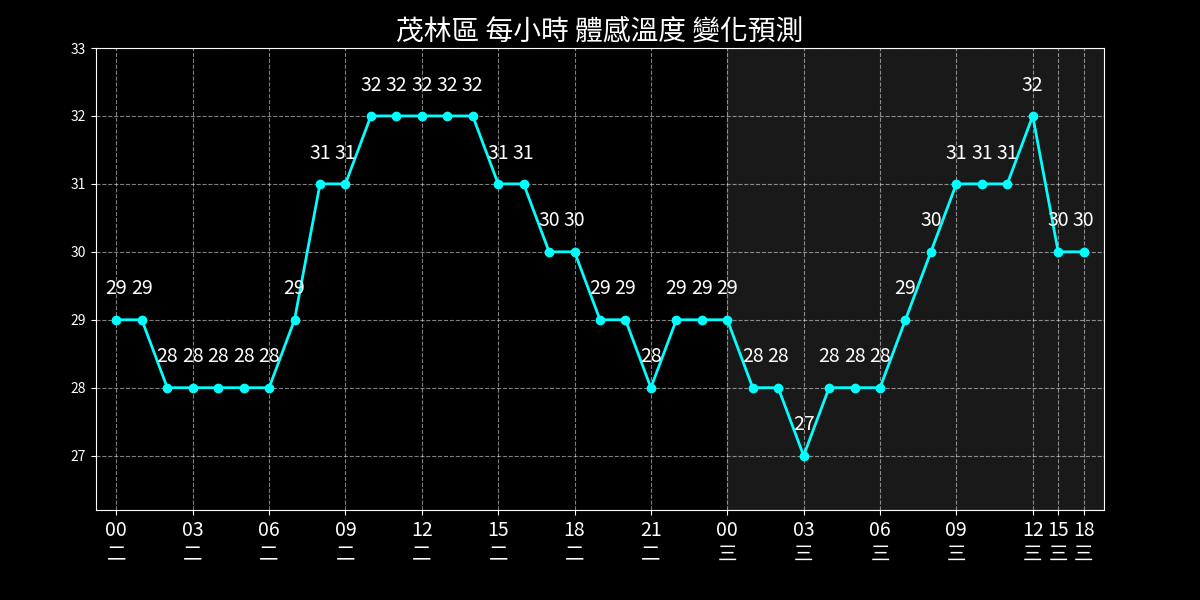 茂林區 每小時 體感溫度 變化預測
33
32
31
30
29
28
27
32 32 32 32 32 32
31 31 31 31 31 31 31
30 30 30 30 30
29 29 29 29 29 29 29 29 29
28 28 28 28 28 28 28 28 28 28 28
27
00 03 06 09 12 15 18 21 00 03 06 09 12 15 18
二 二 二 二 二 二 二 二 三 三 三 三 三 三 三